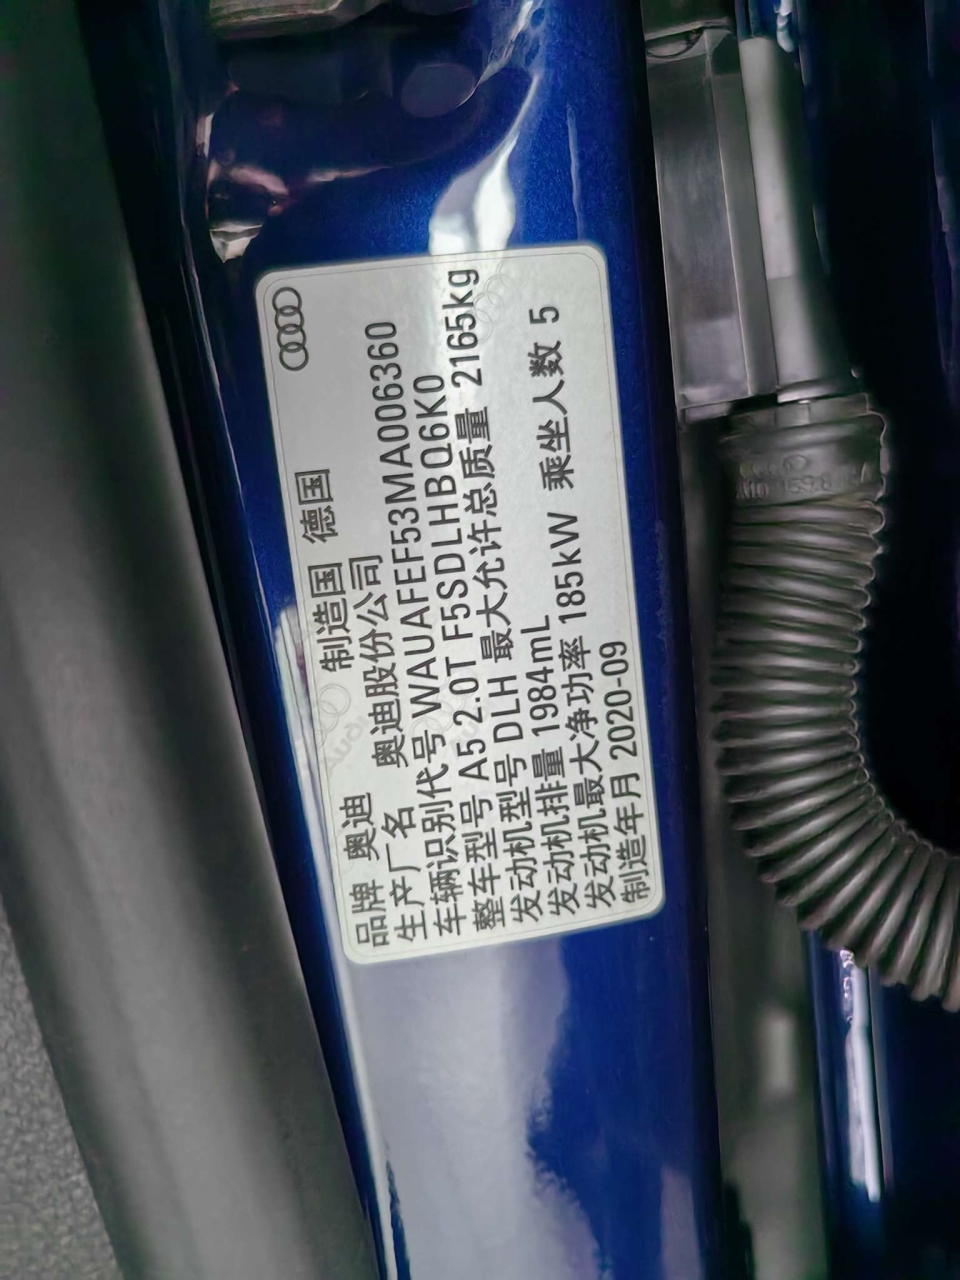 品牌 奥迪 制造国 德国
生产厂名 奥迪股份公司
车辆识别代号 WAUAFEF53MA006360
整车型号 A5 2.0T F5SDLHBQ6K0
发动机型号 DLH 最大允许总质量 2165kg
发动机排量 1984mL
发动机最大净功率 185kW 乘坐人数 5
制造年月 2020-09